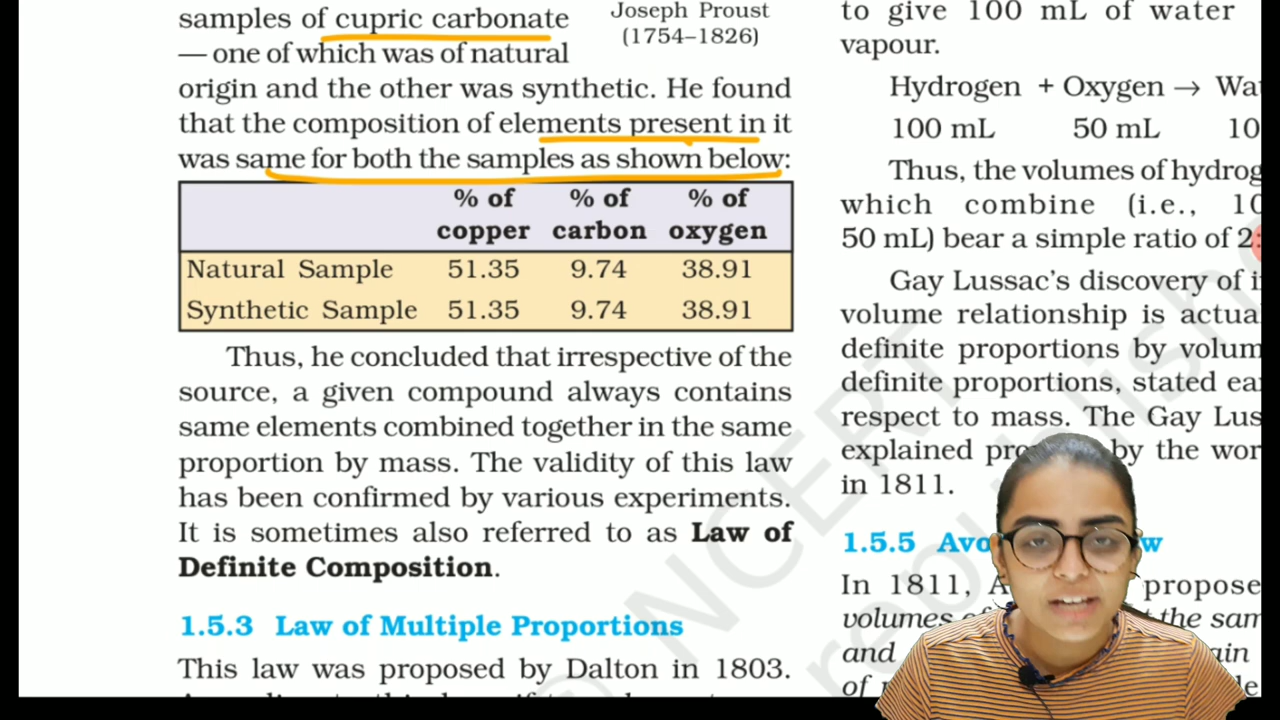 samples of cupric carbonate
— one of which was of natural
origin and the other was synthetic. He found
that the composition of elements present in it
was same for both the samples as shown below:
Joseph Proust
(1754–1826)
% of copper % of carbon % of oxygen
Natural Sample 51.35 9.74 38.91
Synthetic Sample 51.35 9.74 38.91
Thus, he concluded that irrespective of the
source, a given compound always contains
same elements combined together in the same
proportion by mass. The validity of this law
has been confirmed by various experiments.
It is sometimes also referred to as Law of
Definite Composition.
1.5.3 Law of Multiple Proportions
This law was proposed by Dalton in 1803.
to give 100 mL of water
vapour.
Hydrogen + Oxygen →
100 mL 50 mL
Thus, the volumes of
which combine (i.e.,
50 mL) bear a simple ratio of
Gay Lussac's discovery of
volume relationship is
definite proportions by
definite proportions, stated
respect to mass. The Gay
explained by the
in 1811.
1.5.5
In 1811,
volumes the
and
of
NCERT